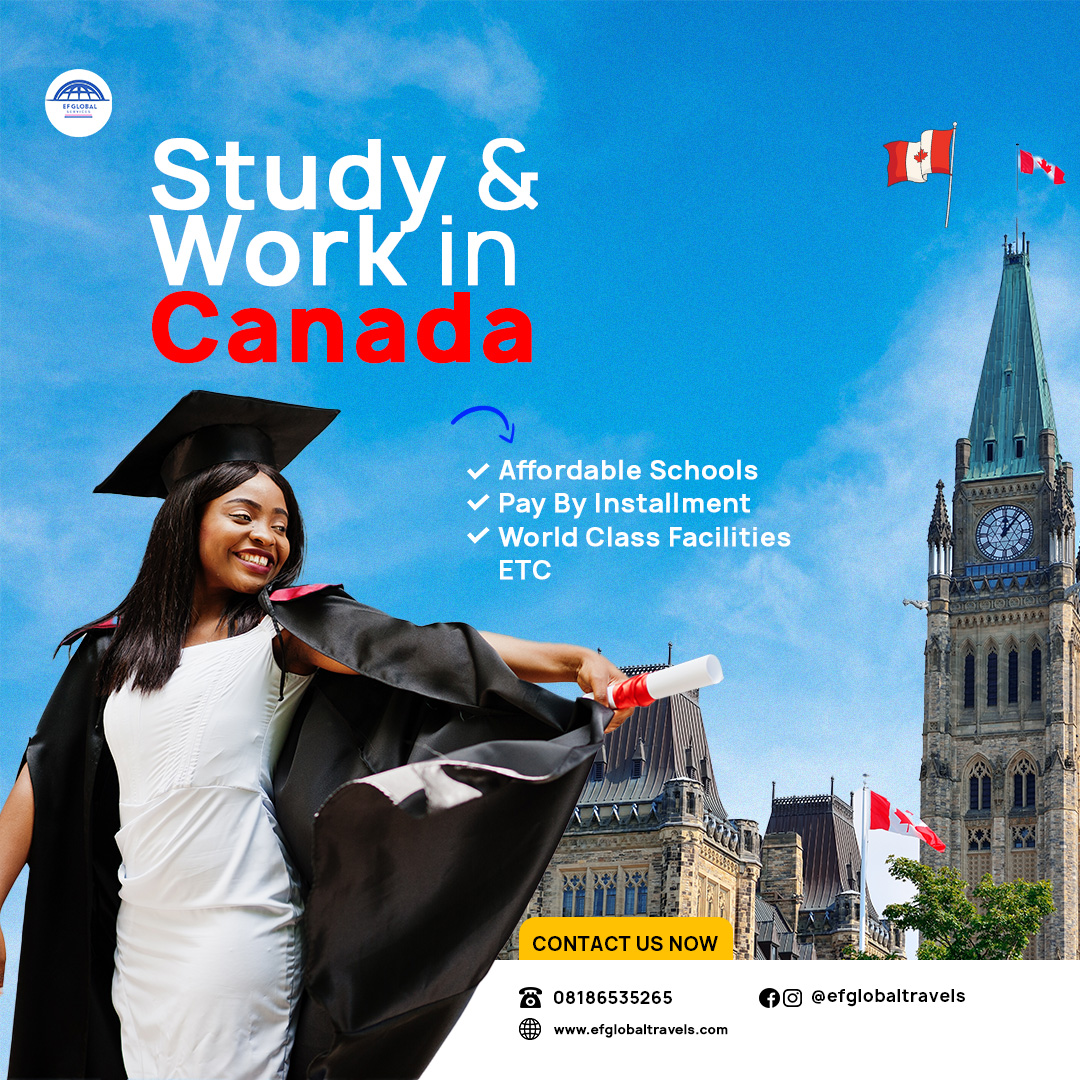 EFGLOBAL
SERVICES
Study &
Work in
Canada
Affordable Schools
Pay By Installment
World Class Facilities
ETC
CONTACT US NOW
08186535265
@efglobaltravels
www.efglobaltravels.com